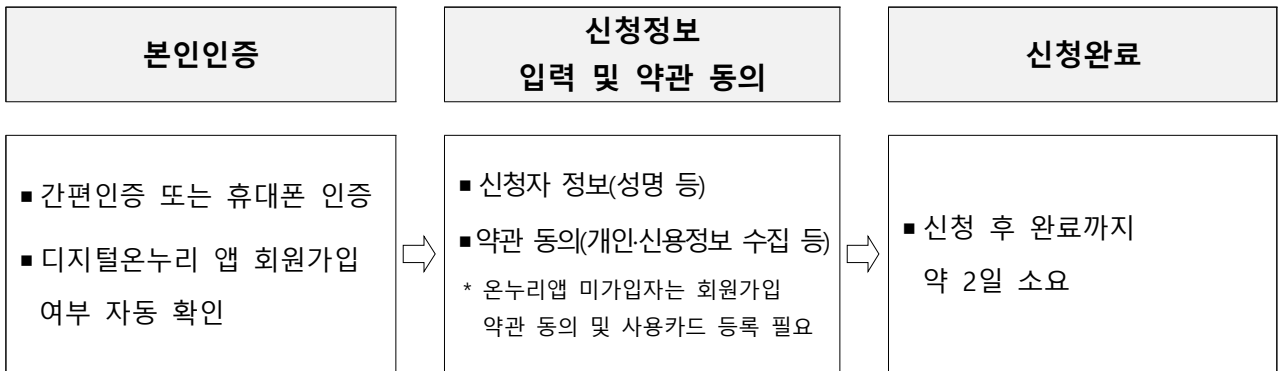 본인인증
신청정보
입력 및 약관 동의
신청완료
▪간편인증 또는 휴대폰 인증
▪디지털온누리 앱 회원가입
여부 자동 확인
▪신청자 정보(성명 등)
▪약관 동의(개인·신용정보 수집 등)
* 온누리앱 미가입자는 회원가입
약관 동의 및 사용카드 등록 필요
▪신청 후 완료까지
약 2일 소요